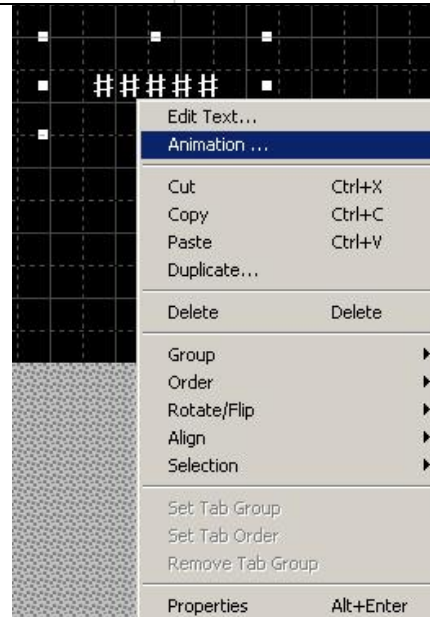 #####
Edit Text...
Animation ...
Cut Ctrl+X
Copy Ctrl+C
Paste Ctrl+V
Duplicate...
Delete Delete
Group
Order
Rotate/Flip
Align
Selection
Set Tab Group
Set Tab Order
Remove Tab Group
Properties Alt+Enter